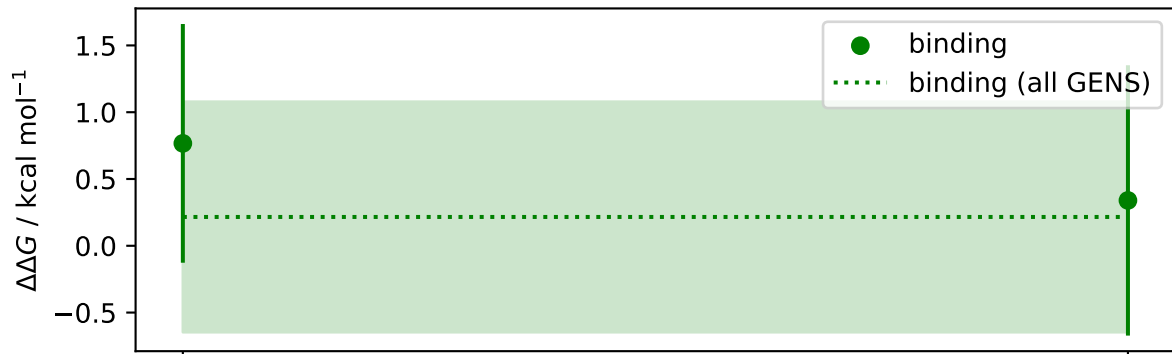 binding
binding (all GENS)
ΔΔG / kcal mol⁻¹
1.5
1.0
0.5
0.0
−0.5